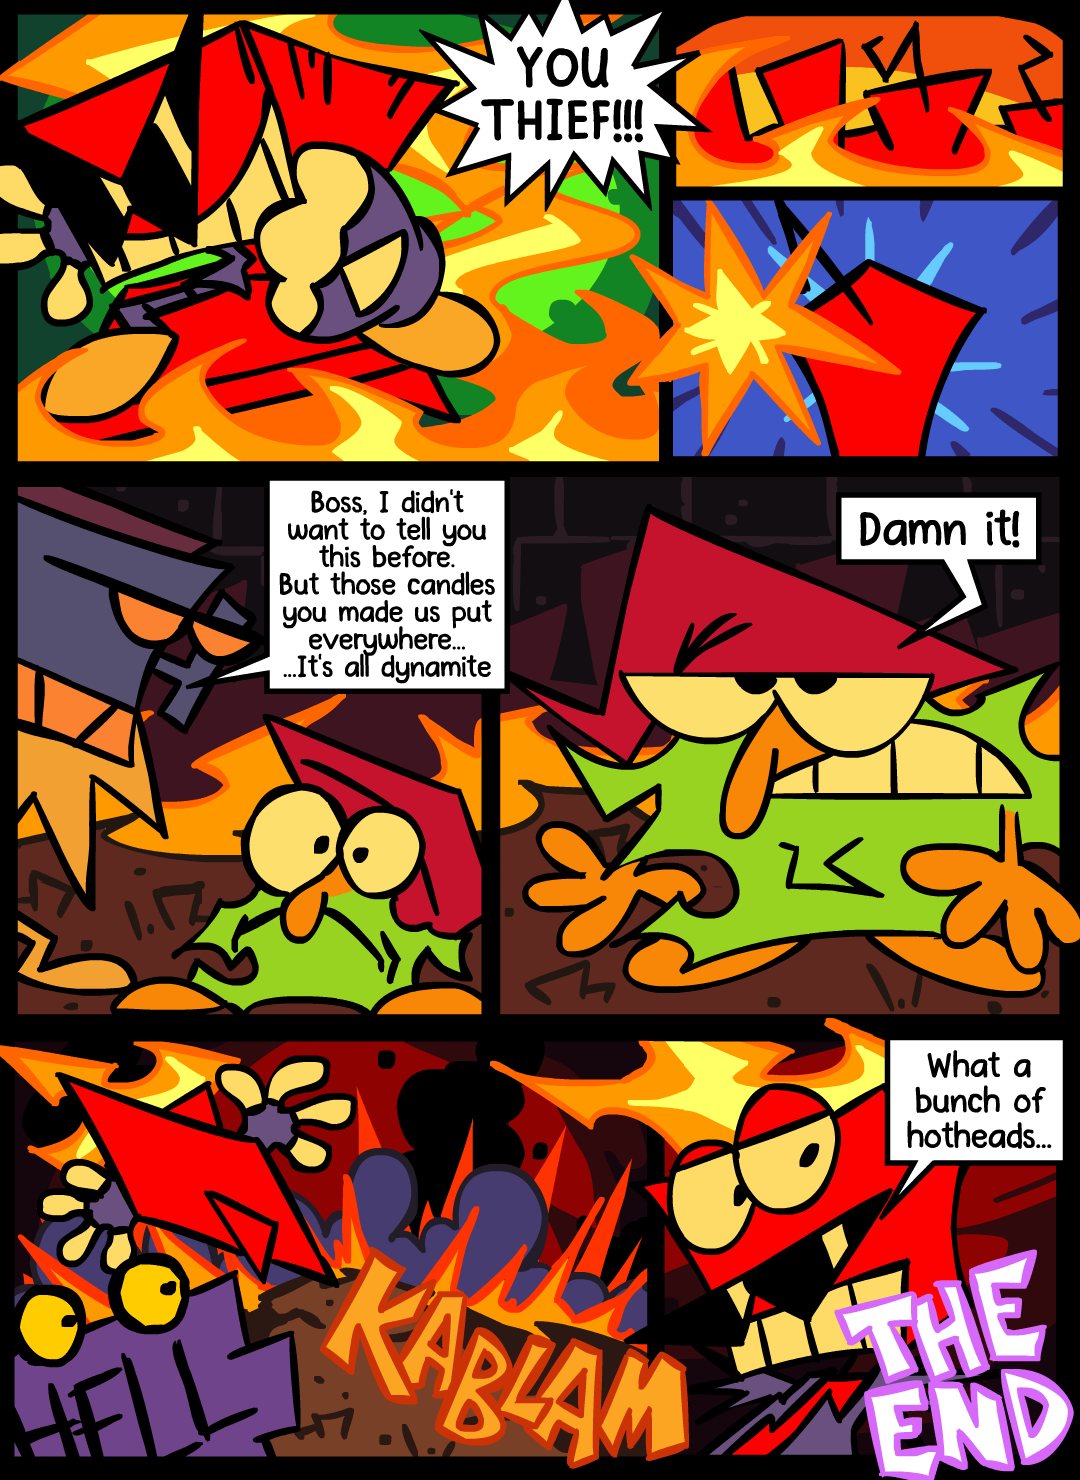 YOU
THIEF!!!
Boss, I didn't
want to tell you
this before.
But those candles
you made us put
everywhere...
...It's all dynamite
Damn it!
What a
bunch of
hotheads...
HELL
KABLAM
THE
END